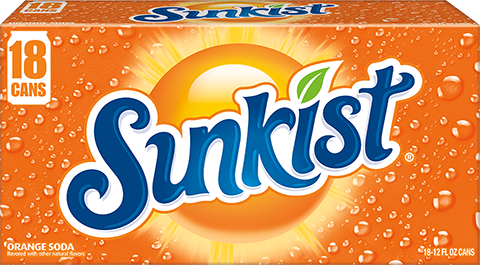 Sunkist
18
CANS
Sunkist
®
ORANGE SODA
flavored with other natural flavors
18-12 FL OZ CANS